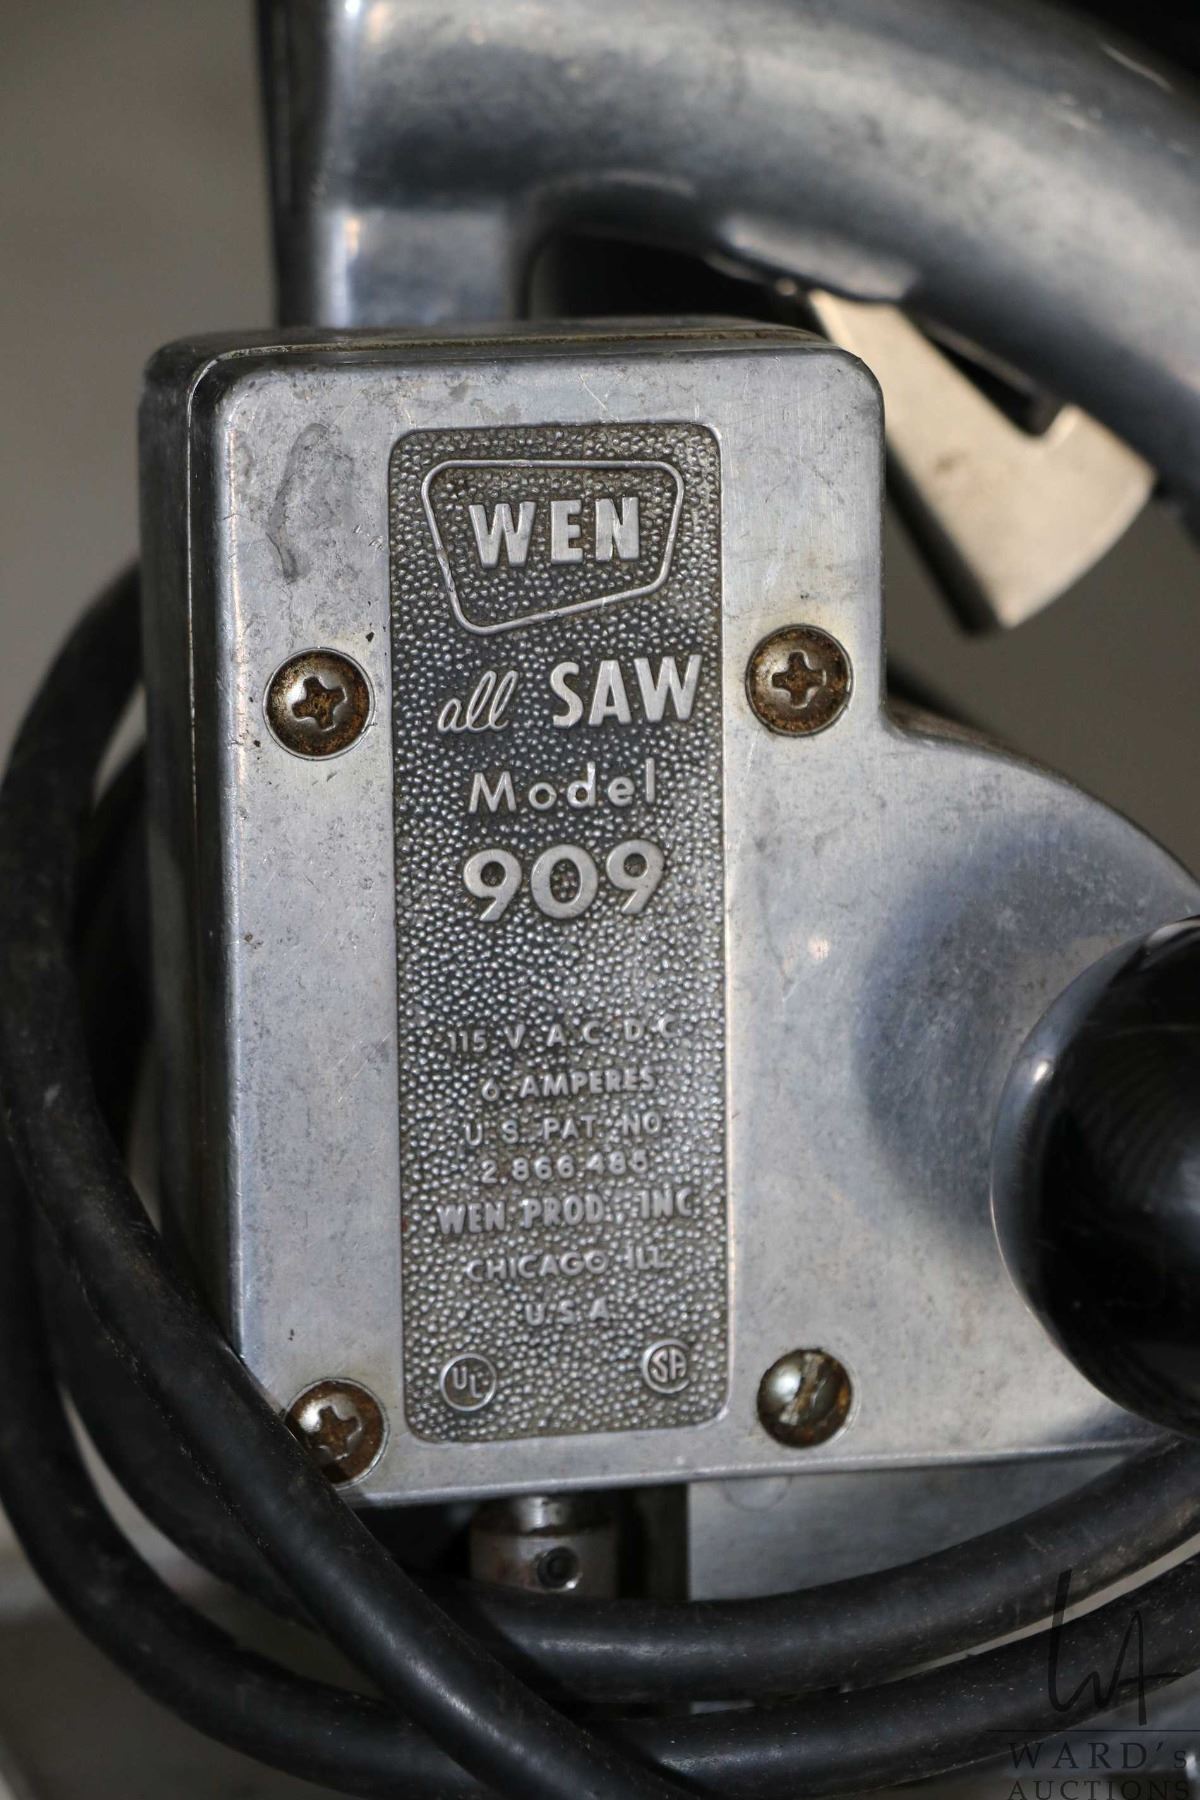 WEN
all SAW
Model
909
115 V. A.C. D.C.
6 AMPERES
U.S. PAT. NO.
2,866,485
WEN PROD., INC.
CHICAGO ILL.
U.S.A.
UL
SA
WA
WARD's
AUCTIONS